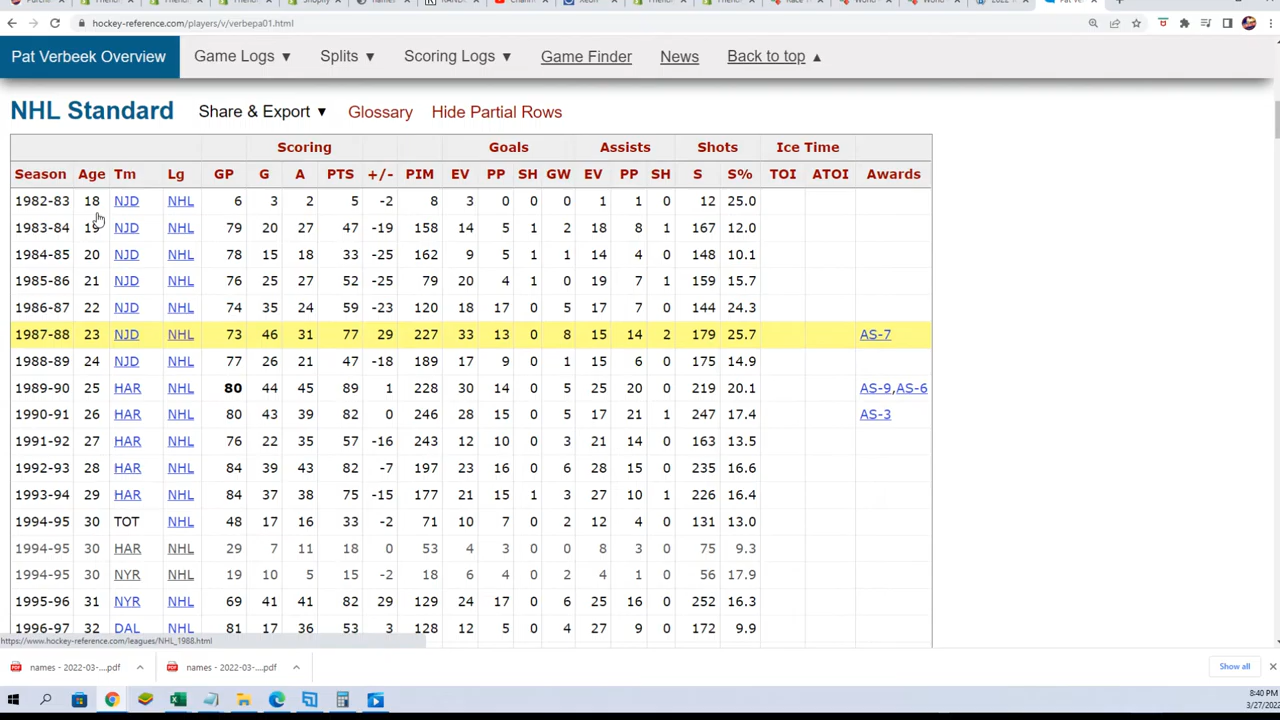 hockey-reference.com/players/v/verbepa01.html
Pat Verbeek Overview Game Logs ▼ Splits ▼ Scoring Logs ▼ Game Finder News Back to top ▲
NHL Standard Share & Export ▼ Glossary Hide Partial Rows
Scoring Goals Assists Shots Ice Time
Season Age Tm Lg GP G A PTS +/- PIM EV PP SH GW EV PP SH S S% TOI ATOI Awards
1982-83 18 NJD NHL 6 3 2 5 -2 8 3 0 0 0 1 1 0 12 25.0
1983-84 19 NJD NHL 79 20 27 47 -19 158 14 5 1 2 18 8 1 167 12.0
1984-85 20 NJD NHL 78 15 18 33 -25 162 9 5 1 1 14 4 0 148 10.1
1985-86 21 NJD NHL 76 25 27 52 -25 79 20 4 1 0 19 7 1 159 15.7
1986-87 22 NJD NHL 74 35 24 59 -23 120 18 17 0 5 17 7 0 144 24.3
1987-88 23 NJD NHL 73 46 31 77 29 227 33 13 0 8 15 14 2 179 25.7 AS-7
1988-89 24 NJD NHL 77 26 21 47 -18 189 17 9 0 1 15 6 0 175 14.9
1989-90 25 HAR NHL 80 44 45 89 1 228 30 14 0 5 25 20 0 219 20.1 AS-9,AS-6
1990-91 26 HAR NHL 80 43 39 82 0 246 28 15 0 5 17 21 1 247 17.4 AS-3
1991-92 27 HAR NHL 76 22 35 57 -16 243 12 10 0 3 21 14 0 163 13.5
1992-93 28 HAR NHL 84 39 43 82 -7 197 23 16 0 6 28 15 0 235 16.6
1993-94 29 HAR NHL 84 37 38 75 -15 177 21 15 1 3 27 10 1 226 16.4
1994-95 30 TOT NHL 48 17 16 33 -2 71 10 7 0 2 12 4 0 131 13.0
1994-95 30 HAR NHL 29 7 11 18 0 53 4 3 0 0 8 3 0 75 9.3
1994-95 30 NYR NHL 19 10 5 15 -2 18 6 4 0 2 4 1 0 56 17.9
1995-96 31 NYR NHL 69 41 41 82 29 129 24 17 0 6 25 16 0 252 16.3
1996-97 32 DAL NHL 81 17 36 53 3 128 12 5 0 4 27 9 0 172 9.9
https://www.hockey-reference.com/leagues/NHL_1988.html
names - 2022-03-....pdf names - 2022-03-....pdf Show all
8:40 PM
3/27/2022